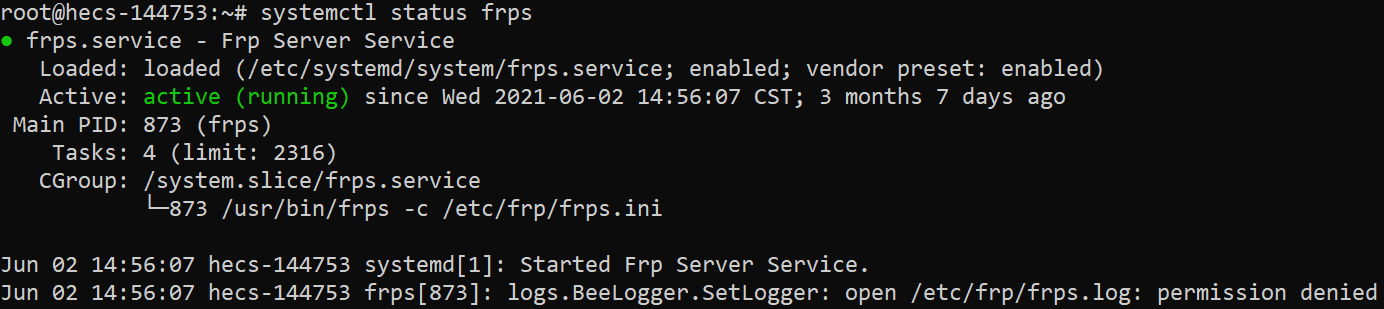 root@hecs-144753:~# systemctl status frps
● frps.service - Frp Server Service
   Loaded: loaded (/etc/systemd/system/frps.service; enabled; vendor preset: enabled)
   Active: active (running) since Wed 2021-06-02 14:56:07 CST; 3 months 7 days ago
 Main PID: 873 (frps)
    Tasks: 4 (limit: 2316)
   CGroup: /system.slice/frps.service
           └─873 /usr/bin/frps -c /etc/frp/frps.ini

Jun 02 14:56:07 hecs-144753 systemd[1]: Started Frp Server Service.
Jun 02 14:56:07 hecs-144753 frps[873]: logs.BeeLogger.SetLogger: open /etc/frp/frps.log: permission denied